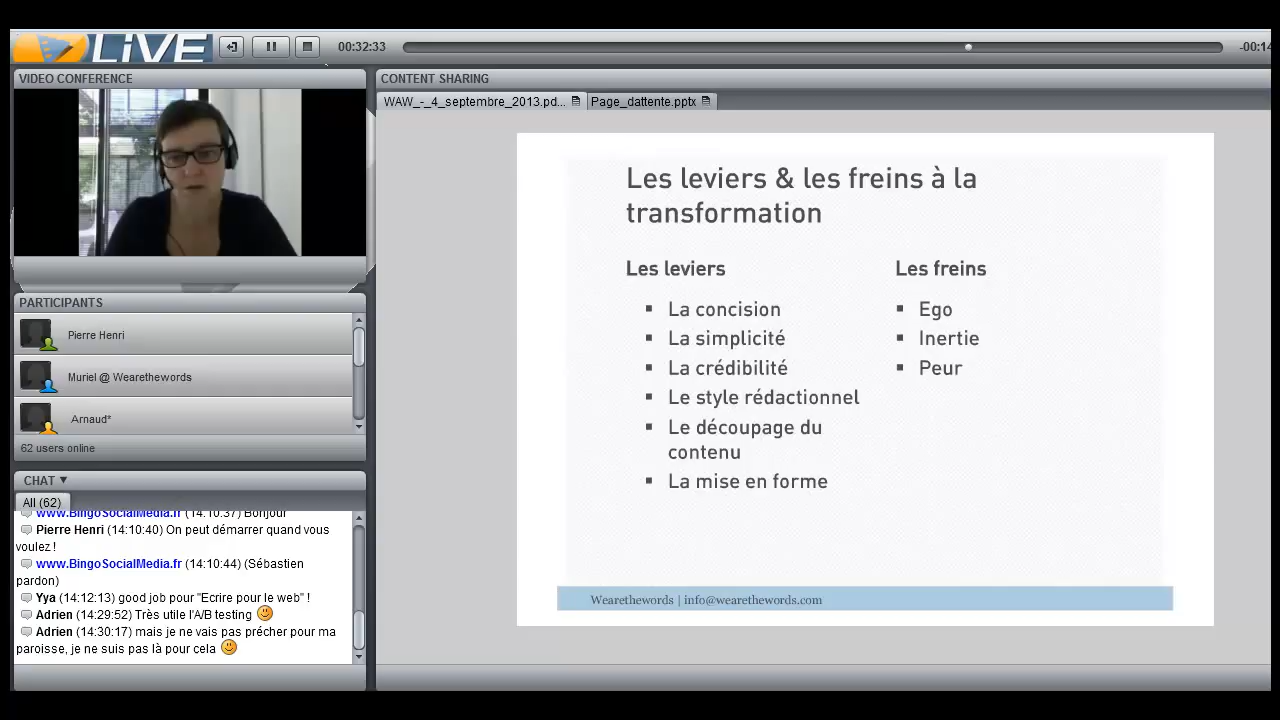 LiVE
00:32:33
-00:14
VIDEO CONFERENCE
CONTENT SHARING
WAW_-_4_septembre_2013.pd...
Page_dattente.pptx
Les leviers & les freins à la
transformation
Les leviers
La concision
La simplicité
La crédibilité
Le style rédactionnel
Le découpage du
contenu
La mise en forme
Les freins
Ego
Inertie
Peur
Wearethewords | info@wearethewords.com
PARTICIPANTS
Pierre Henri
Muriel @ Wearethewords
Arnaud*
62 users online
CHAT
All (62)
www.BingoSocialMedia.fr (14:10:37) Bonjour
Pierre Henri (14:10:40) On peut démarrer quand vous
voulez !
www.BingoSocialMedia.fr (14:10:44) (Sébastien
pardon)
Yya (14:12:13) good job pour "Ecrire pour le web" !
Adrien (14:29:52) Très utile l'A/B testing
Adrien (14:30:17) mais je ne vais pas précher pour ma
paroisse, je ne suis pas là pour cela